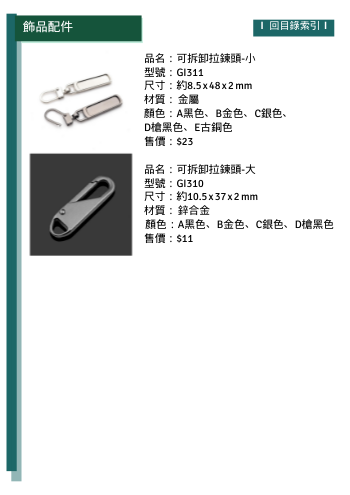 飾品配件
I 回目錄索引 I
品名：可拆卸拉鍊頭-小
型號：GI311
尺寸：約8.5x48x2mm
材質： 金屬
顏色：A黑色、B金色、C銀色、
D槍黑色、E古銅色
售價：$23
品名：可拆卸拉鍊頭-大
型號：GI310
尺寸：約10.5x37x2mm
材質： 鋅合金
顏色：A黑色、B金色、C銀色、D槍黑色
售價：$11